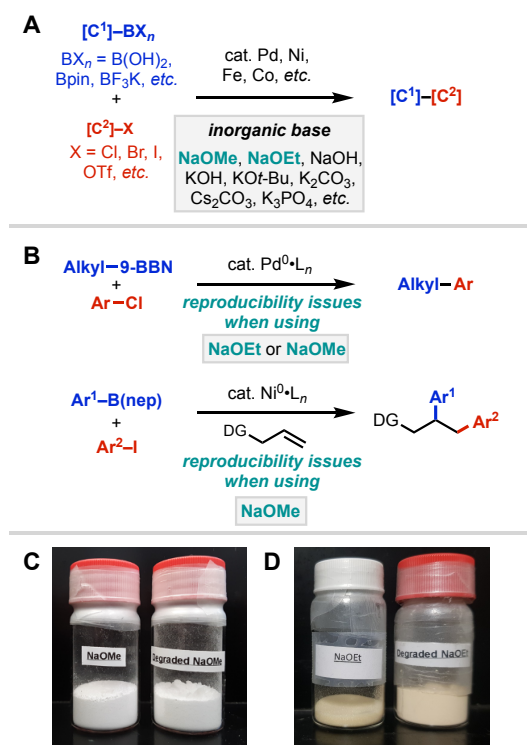 A
[C¹]–BXₙ
BXₙ = B(OH)₂,
Bpin, BF₃K, etc.
+
[C²]–X
X = Cl, Br, I,
OTf, etc.
cat. Pd, Ni,
Fe, Co, etc.
inorganic base
NaOMe, NaOEt, NaOH,
KOH, KOt-Bu, K₂CO₃,
Cs₂CO₃, K₃PO₄, etc.
[C¹]–[C²]
B
Alkyl–9-BBN
+
Ar–Cl
cat. Pd⁰•Lₙ
reproducibility issues
when using
NaOEt or NaOMe
Alkyl–Ar
Ar¹–B(nep)
+
Ar²–I
cat. Ni⁰•Lₙ
DG
reproducibility issues
when using
NaOMe
Ar¹
DG
Ar²
C
NaOMe
Degraded NaOMe
D
NaOEt
Degraded NaOEt